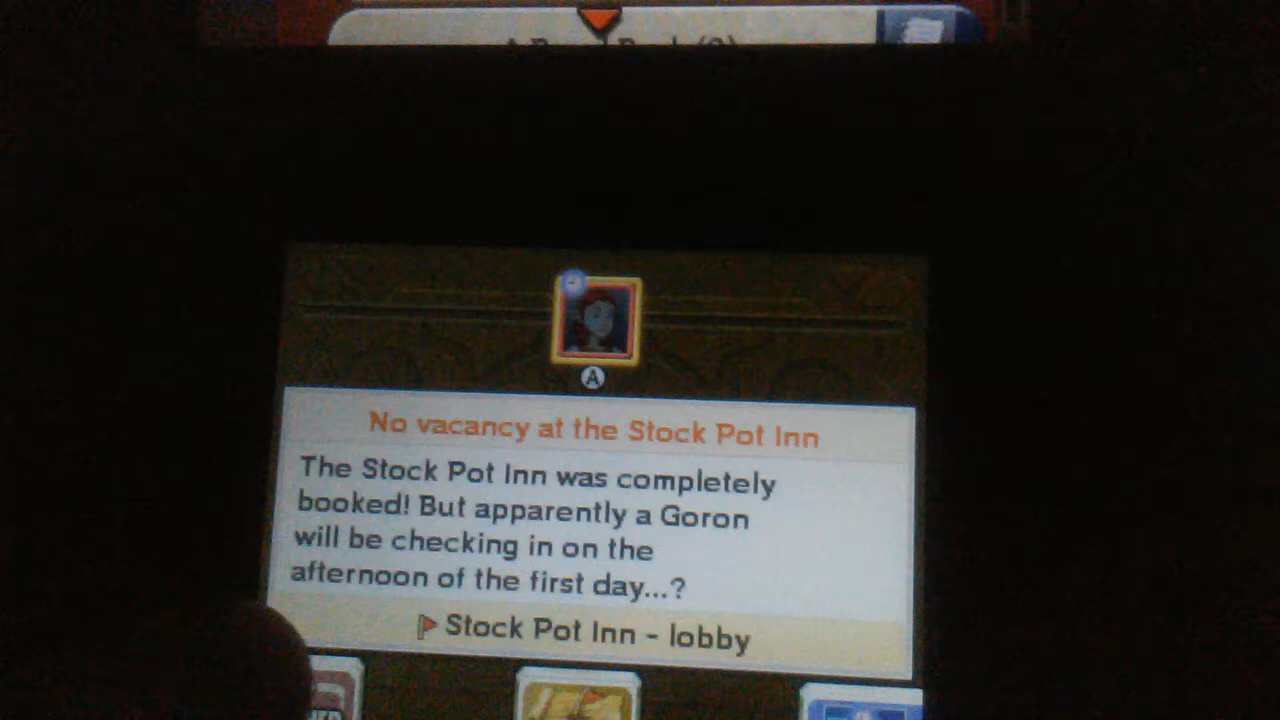 A
No vacancy at the Stock Pot Inn
The Stock Pot Inn was completely
booked! But apparently a Goron
will be checking in on the
afternoon of the first day...?
Stock Pot Inn - lobby